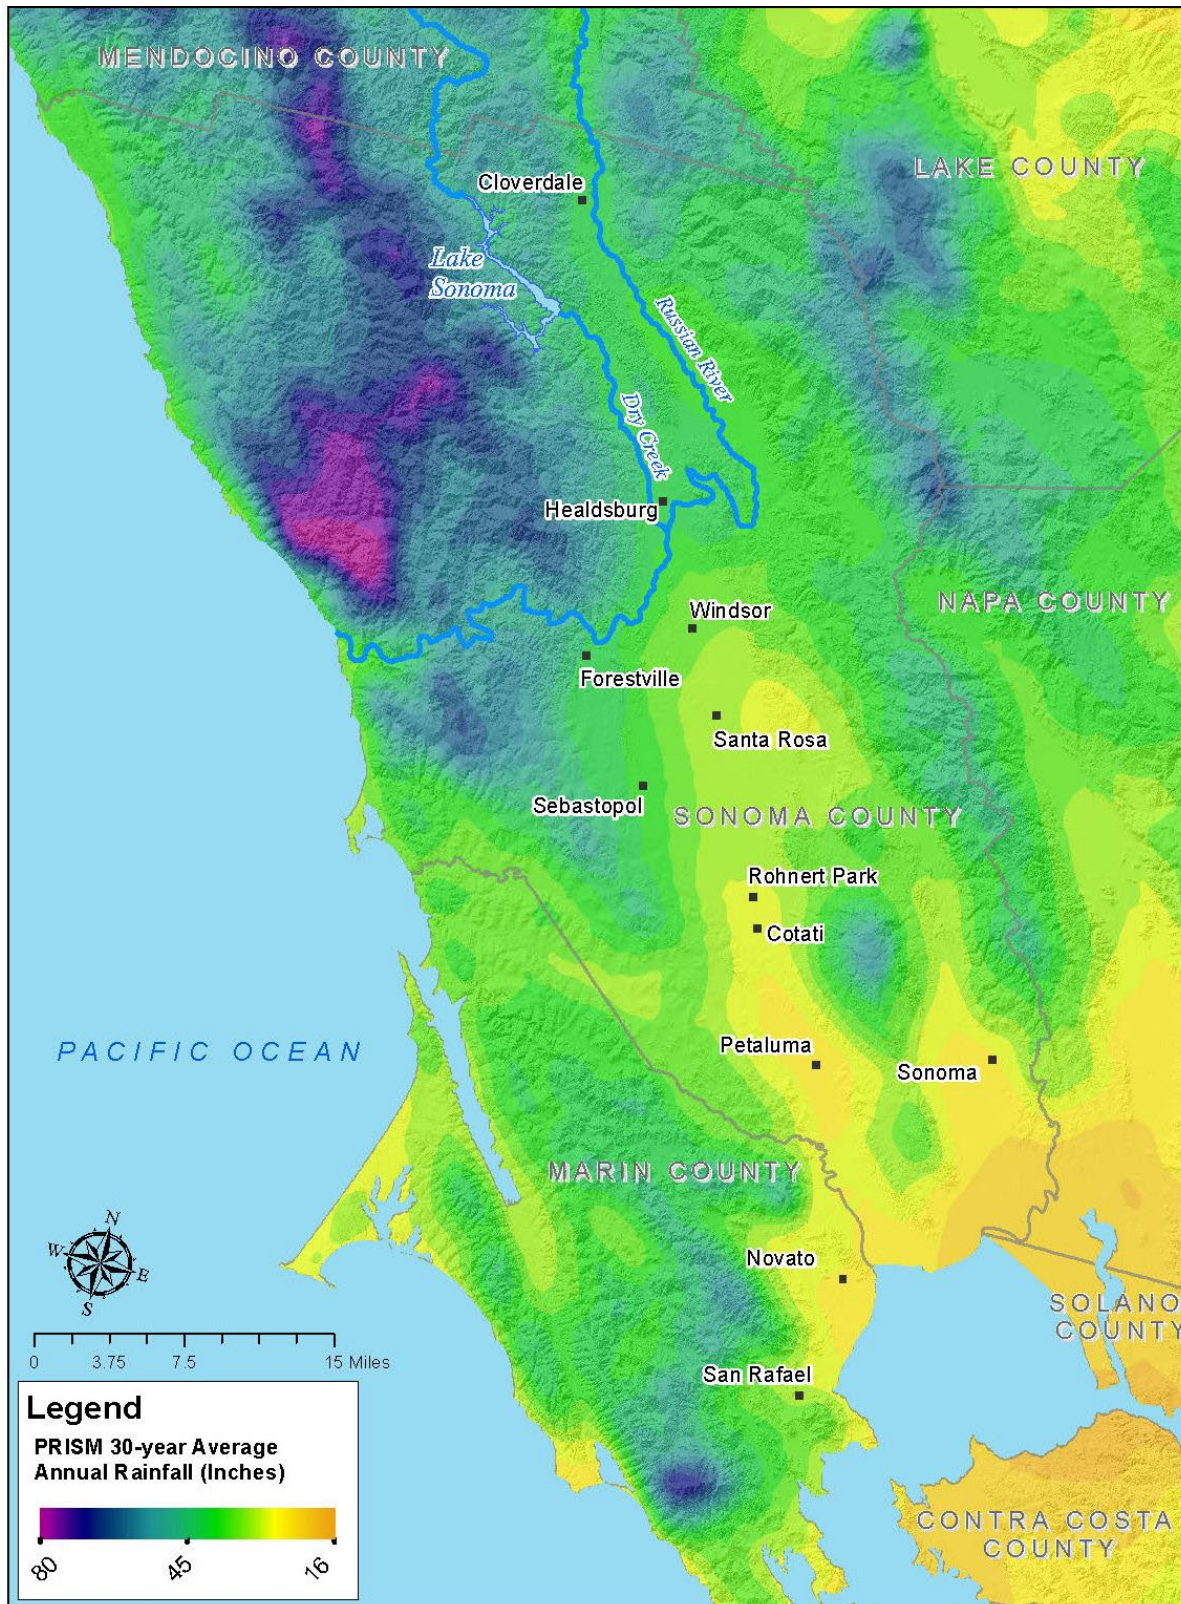 MENDOCINO COUNTY
LAKE COUNTY
Cloverdale
Lake
Sonoma
Russian River
Dry Creek
Healdsburg
NAPA COUNTY
Windsor
Forestville
Santa Rosa
Sebastopol
SONOMA COUNTY
Rohnert Park
Cotati
PACIFIC OCEAN
Petaluma
Sonoma
MARIN COUNTY
N
W
E
S
Novato
SOLANO
COUNTY
0 3.75 7.5 15 Miles
San Rafael
Legend
PRISM 30-year Average
Annual Rainfall (Inches)
80 45 16
CONTRA COSTA
COUNTY